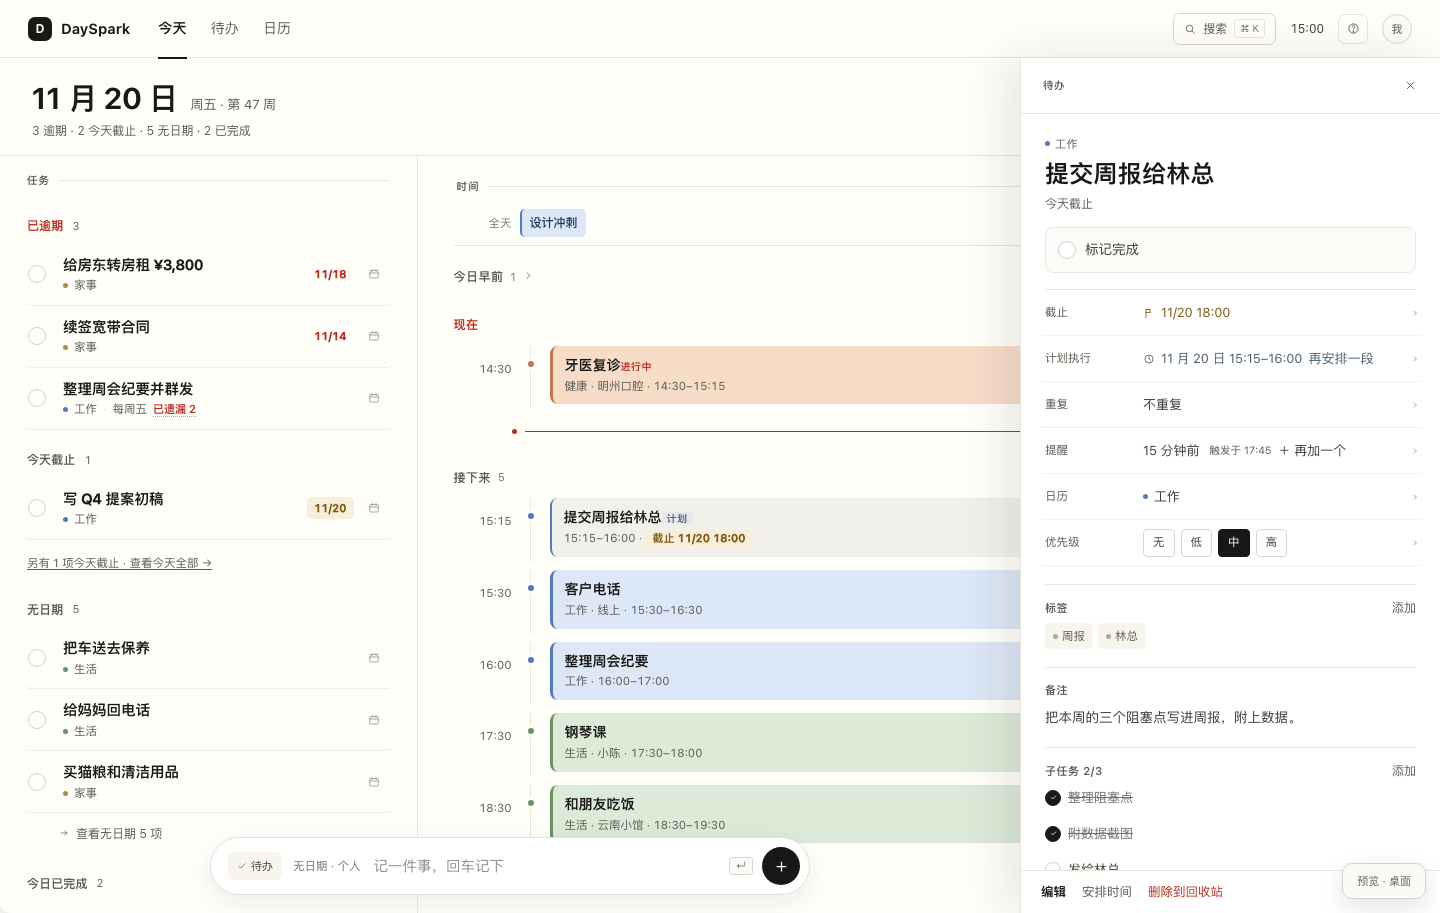 D DaySpark 今天 待办 日历 搜索 ⌘ K 15:00 我
11 月 20 日 周五 · 第 47 周
3 逾期 · 2 今天截止 · 5 无日期 · 2 已完成
任务
已逾期 3
给房东转房租 ¥3,800 11/18
家事
续签宽带合同 11/14
家事
整理周会纪要并群发
工作 · 每周五 已遗漏 2
今天截止 1
写 Q4 提案初稿 11/20
工作
另有 1 项今天截止 · 查看今天全部 →
无日期 5
把车送去保养
生活
给妈妈回电话
生活
买猫粮和清洁用品
家事
→ 查看无日期 5 项
今日已完成 2
时间
全天 设计冲刺
今日早前 1
现在
14:30 牙医复诊进行中
健康 · 明州口腔 · 14:30–15:15
接下来 5
15:15 提交周报给林总 计划
15:15–16:00 · 截止 11/20 18:00
15:30 客户电话
工作 · 线上 · 15:30–16:30
16:00 整理周会纪要
工作 · 16:00–17:00
17:30 钢琴课
生活 · 小陈 · 17:30–18:00
18:30 和朋友吃饭
生活 · 云南小馆 · 18:30–19:30
待办 无日期 · 个人 记一件事，回车记下
待办
工作
提交周报给林总
今天截止
标记完成
截止 11/20 18:00
计划执行 11 月 20 日 15:15–16:00 再安排一段
重复 不重复
提醒 15 分钟前 触发于 17:45 + 再加一个
日历 工作
优先级 无 低 中 高
标签 添加
周报 林总
备注
把本周的三个阻塞点写进周报，附上数据。
子任务 2/3 添加
整理阻塞点
附数据截图
发给林总
编辑 安排时间 删除到回收站
预览 · 桌面